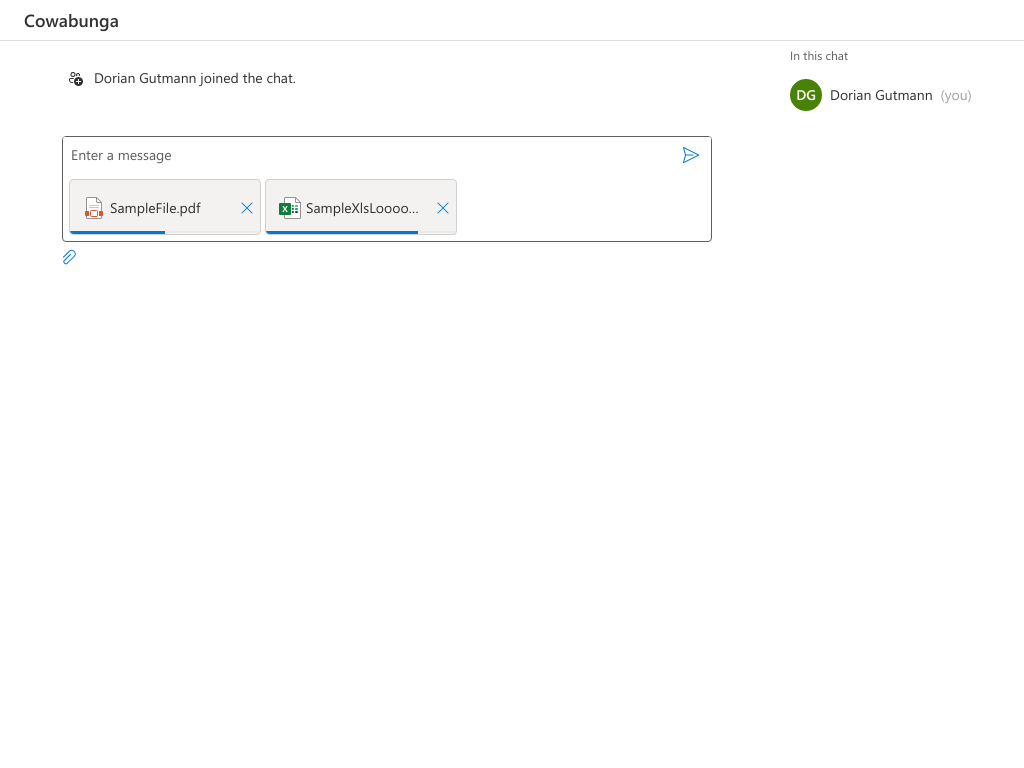 Cowabunga
In this chat
Dorian Gutmann joined the chat.
DG Dorian Gutmann (you)
Enter a message
SampleFile.pdf
SampleXlsLoooo...